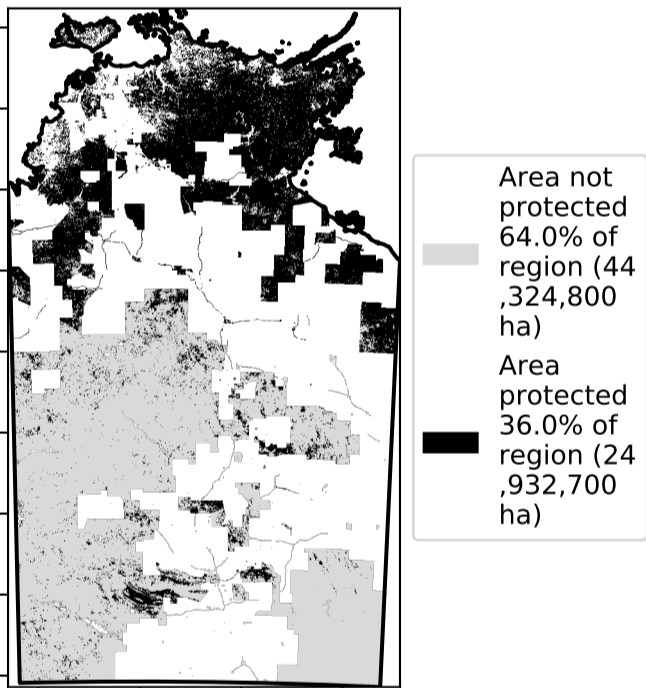 Area not
protected
64.0% of
region (44
,324,800
ha)
Area
protected
36.0% of
region (24
,932,700
ha)